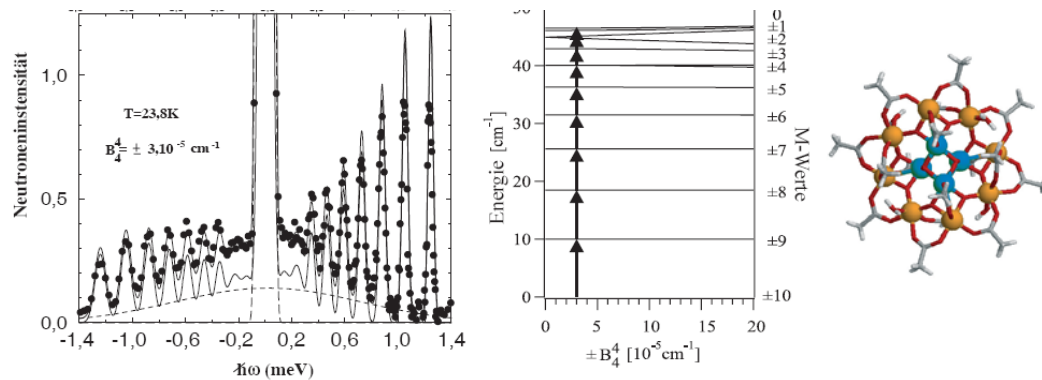 Neutroneninstensität
1,0
0,5
0,0
T=23,8K
B₄⁴= ± 3,10⁻⁵ cm⁻¹
-1,4 -1,0 -0,6 -0,2 0,2 0,6 1,0 1,4
ℏω (meV)
Energie [cm⁻¹]
40
30
20
10
0
0 5 10 15 20
±B₄⁴ [10⁻⁵cm⁻¹]
0
±1
±2
±3
±4
±5
±6
±7
±8
±9
±10
M-Werte